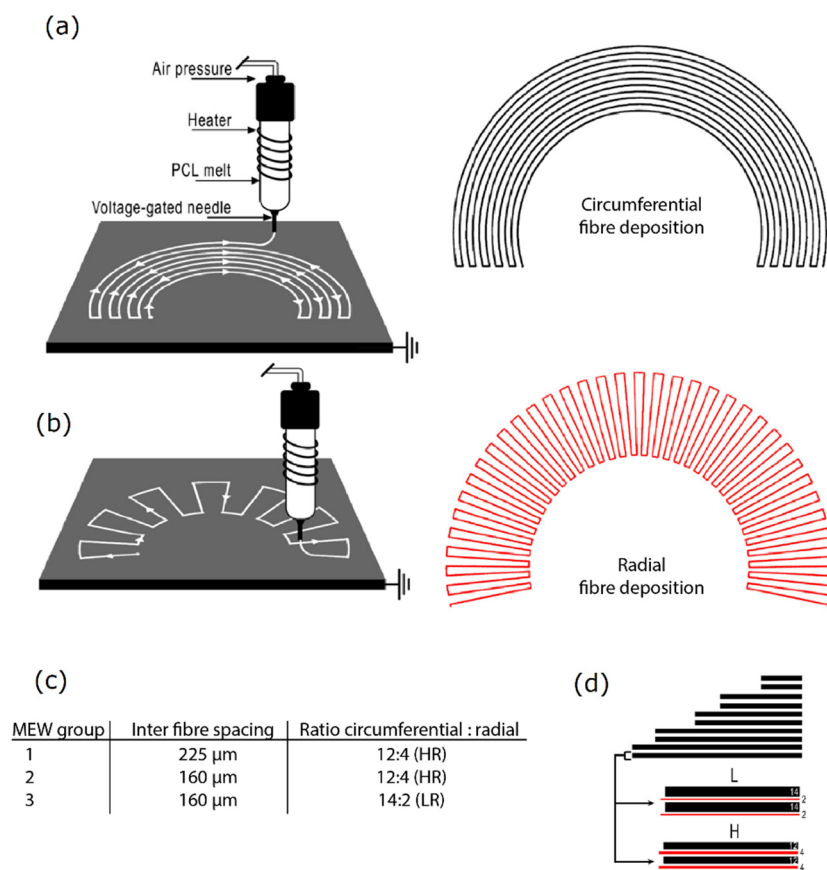 (a)
Air pressure
Heater
PCL melt
Voltage-gated needle
Circumferential
fibre deposition
(b)
Radial
fibre deposition
(c)
MEW group Inter fibre spacing Ratio circumferential : radial
1 225 µm 12:4 (HR)
2 160 µm 12:4 (HR)
3 160 µm 14:2 (LR)
(d)
L
14
2
14
2
H
12
4
12
4